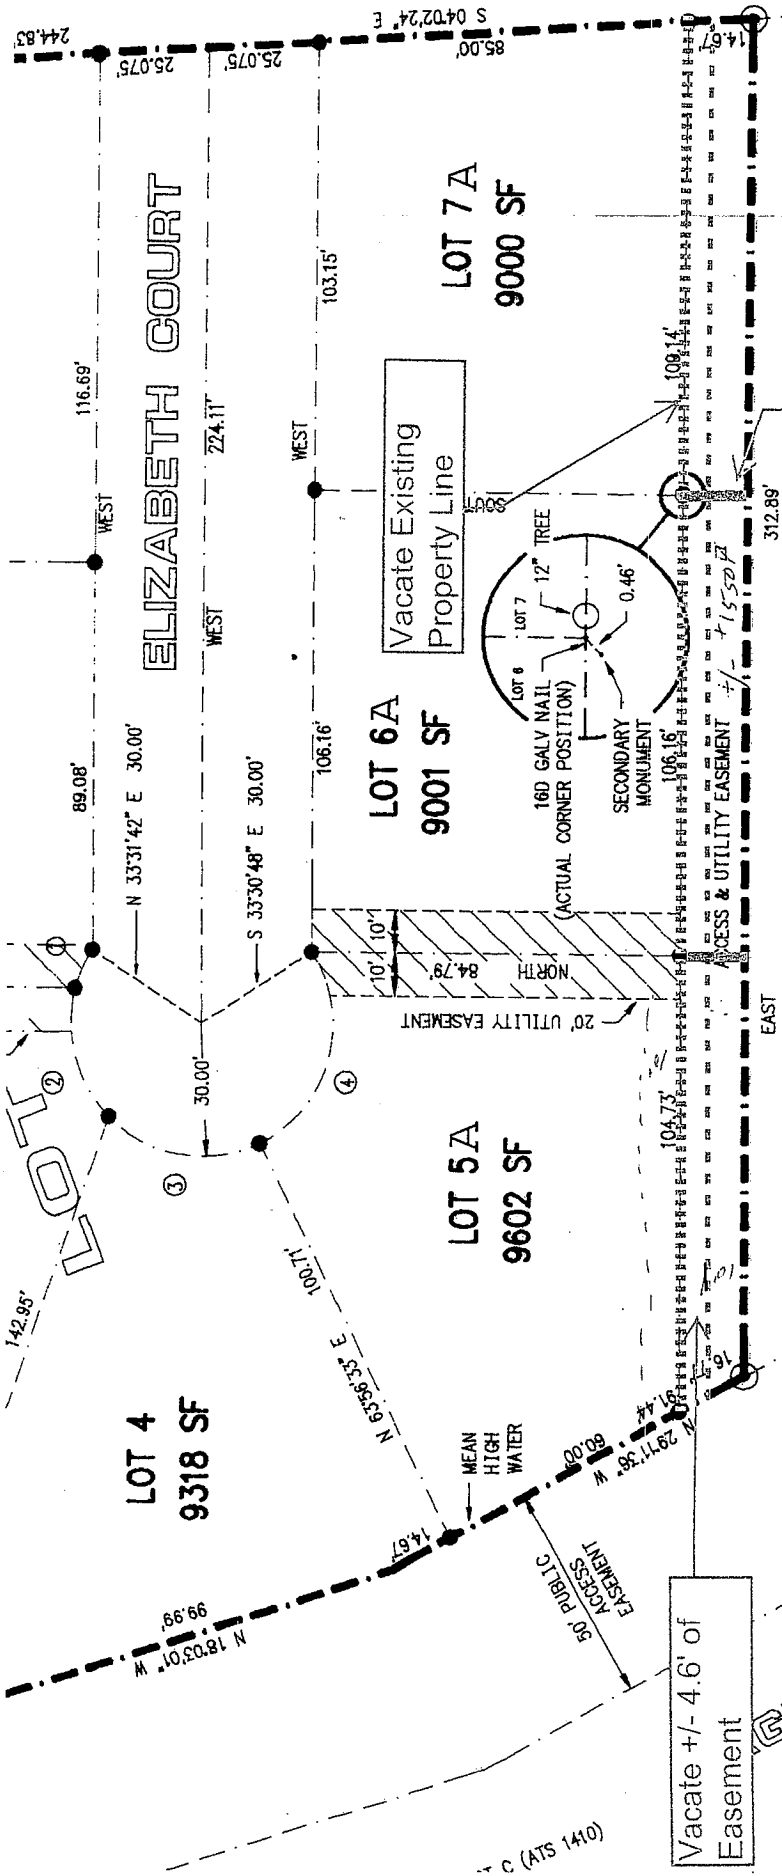 244.83'
25.075'
25.075'
S 04°02'24" E
85.00'
14.67'
116.69'
WEST
89.08'
ELIZABETH COURT
224.11'
WEST
103.15'
WEST
106.16'
LOT 7A
9000 SF
Vacate Existing
Property Line
109.14'
LOT 6A
9001 SF
LOT 7
LOT 6
12" TREE
0.46'
16D GALV NAIL
(ACTUAL CORNER POSITION)
SECONDARY
MONUMENT
106.16'
312.89'
ACCESS & UTILITY EASEMENT
N 33°31'42" E 30.00'
S 33°30'48" E 30.00'
30.00'
①
②
③
④
10'
10'
NORTH
84.79'
20' UTILITY EASEMENT
EAST
104.73'
LOT
142.95'
LOT 5A
9602 SF
100.71'
N 63°56'33" E
LOT 4
9318 SF
MEAN
HIGH
WATER
14.67'
99.99'
N 18°03'01" W
60.00'
91.44'
N 29°11'36" W
50' PUBLIC
ACCESS
EASEMENT
Vacate +/- 4.6' of
Easement
C (ATS 1410)